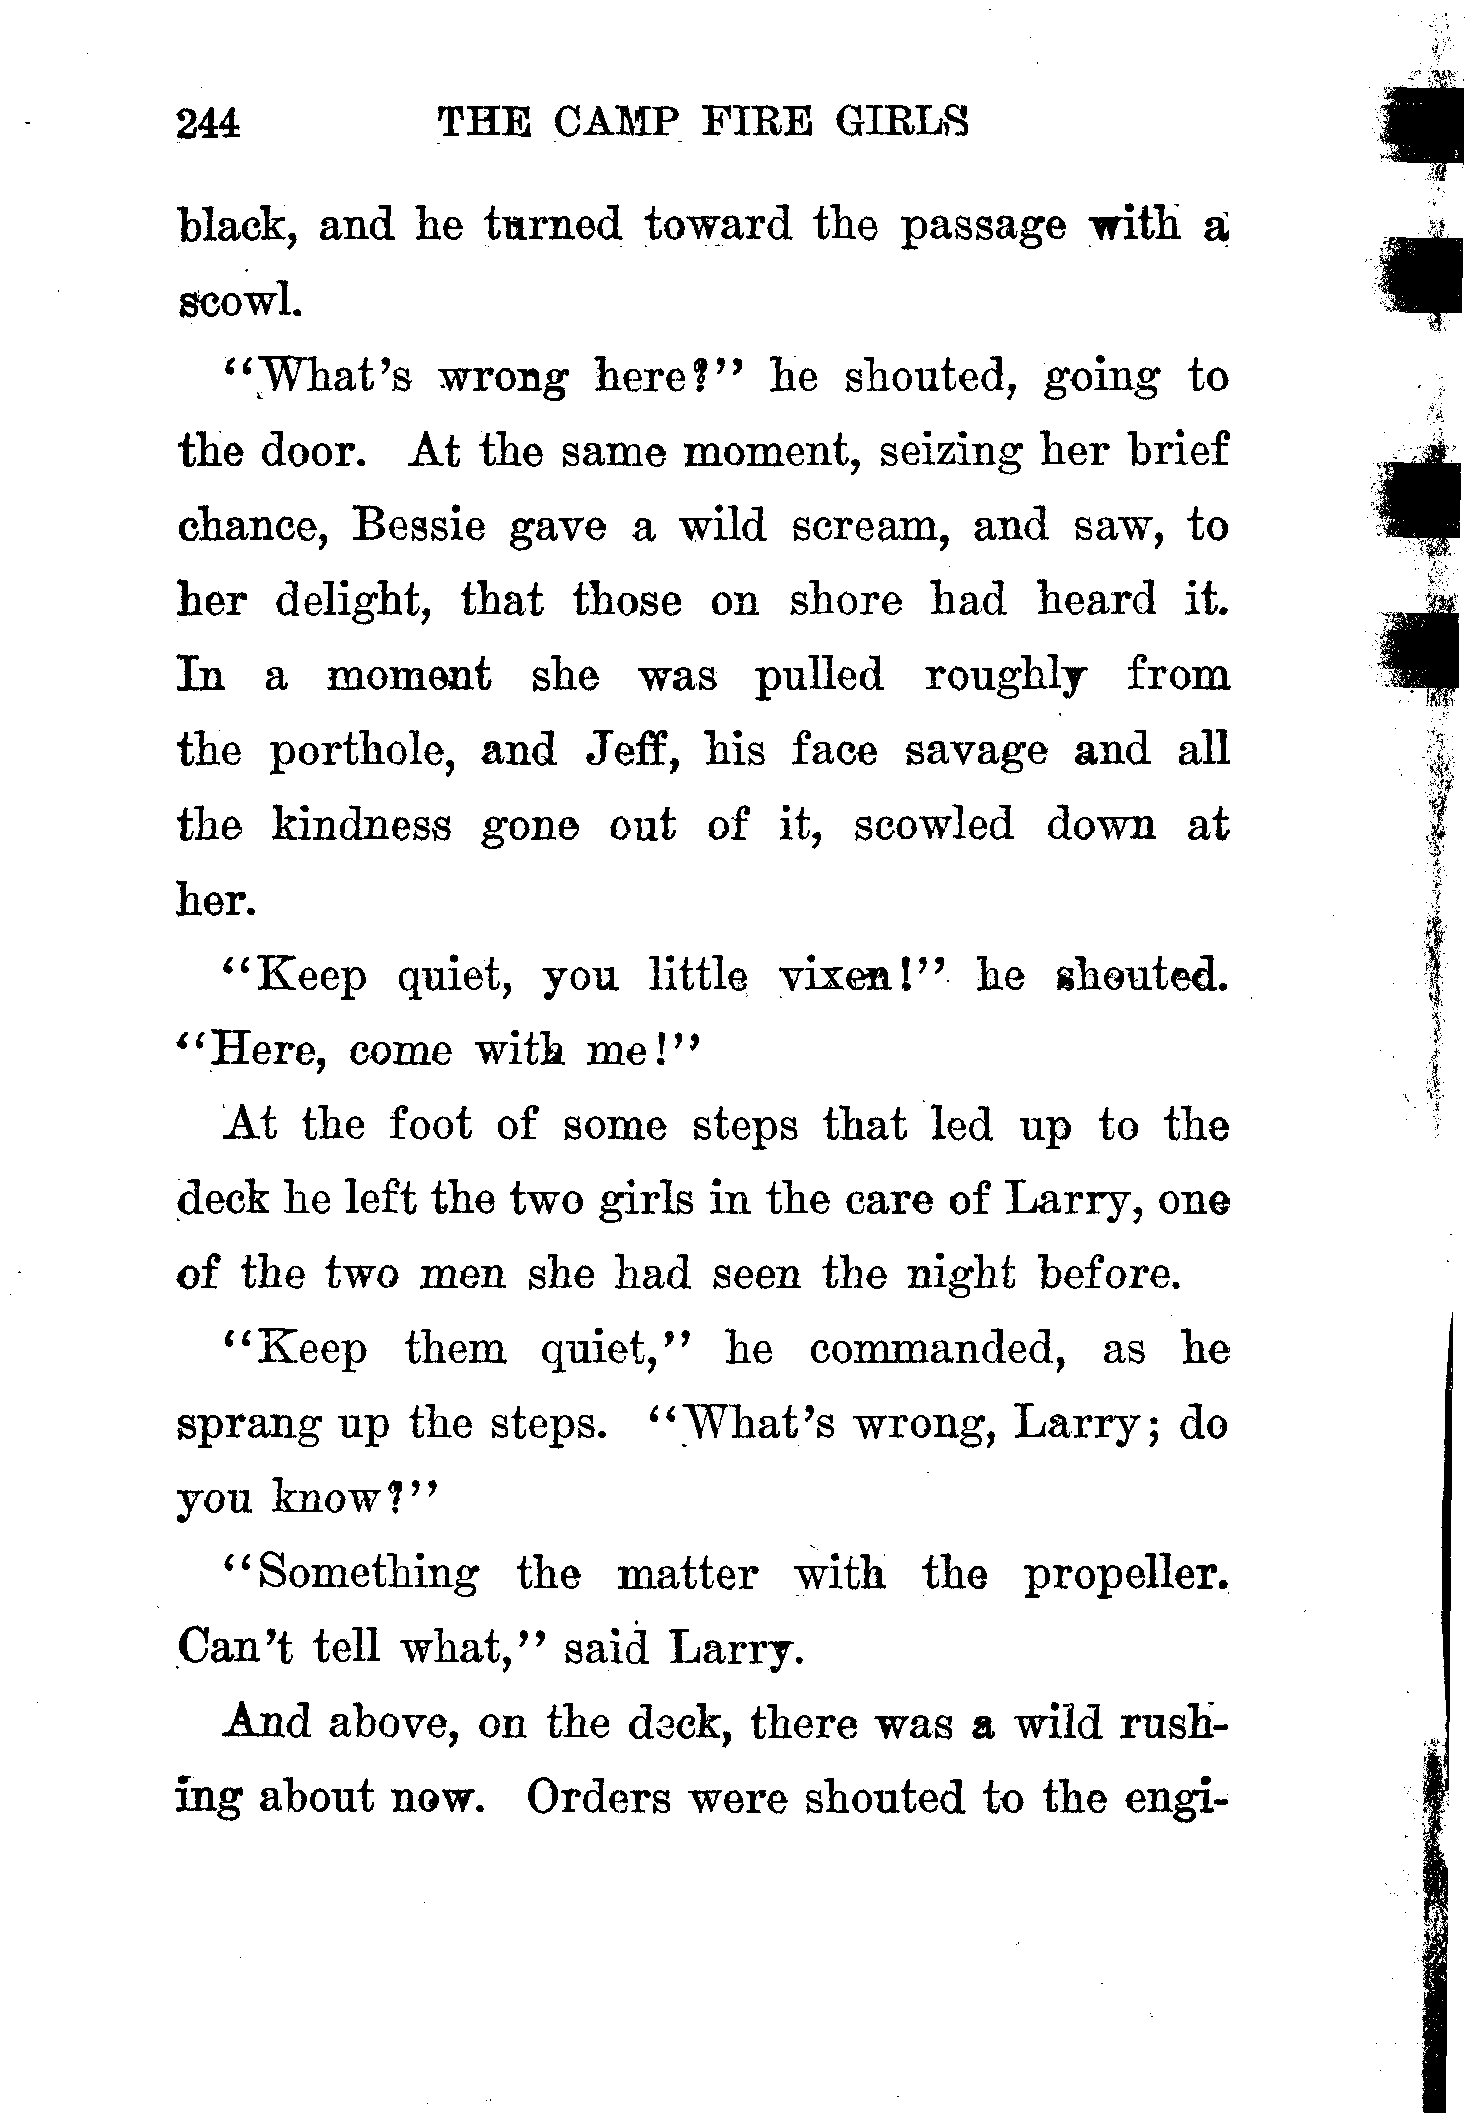 244 THE CAMP FIRE GIRLS
black, and he turned toward the passage with a
scowl.
"What's wrong here?" he shouted, going to
the door. At the same moment, seizing her brief
chance, Bessie gave a wild scream, and saw, to
her delight, that those on shore had heard it.
In a moment she was pulled roughly from
the porthole, and Jeff, his face savage and all
the kindness gone out of it, scowled down at
her.
"Keep quiet, you little vixen!" he shouted.
"Here, come with me!"
At the foot of some steps that led up to the
deck he left the two girls in the care of Larry, one
of the two men she had seen the night before.
"Keep them quiet," he commanded, as he
sprang up the steps. "What's wrong, Larry; do
you know?"
"Something the matter with the propeller.
Can't tell what," said Larry.
And above, on the deck, there was a wild rush-
ing about now. Orders were shouted to the engi-